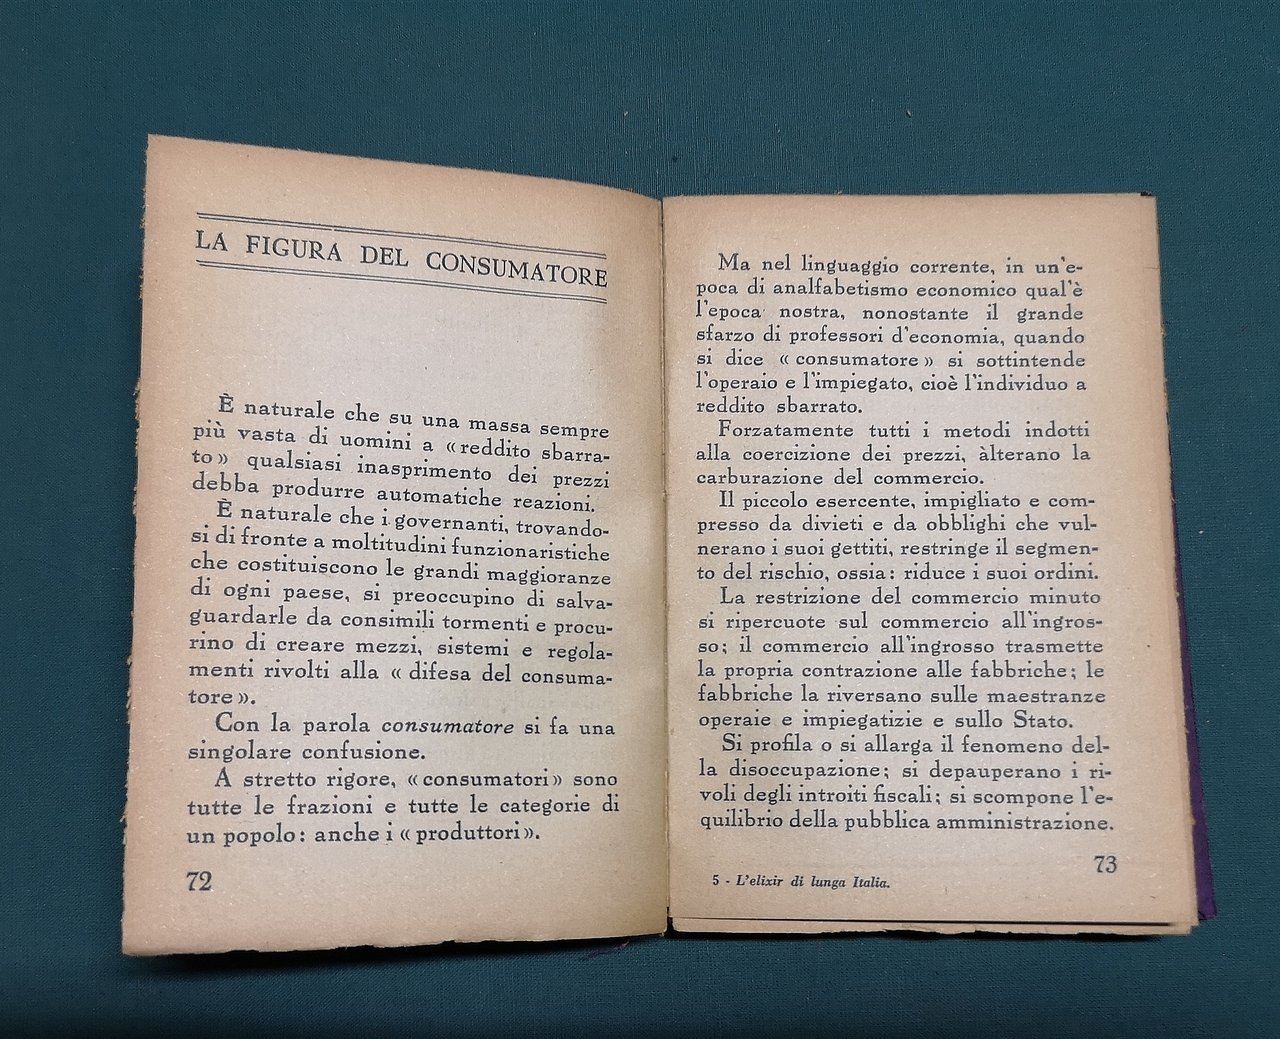 LA FIGURA DEL CONSUMATORE
È naturale che su una massa sempre
più vasta di uomini a « reddito sbarra-
to » qualsiasi inasprimento dei prezzi
debba produrre automatiche reazioni.
È naturale che i governanti, trovando-
si di fronte a moltitudini funzionaristiche
che costituiscono le grandi maggioranze
di ogni paese, si preoccupino di salva-
guardarle da consimili tormenti e procu-
rino di creare mezzi, sistemi e regola-
menti rivolti alla « difesa del consuma-
tore ».
Con la parola consumatore si fa una
singolare confusione.
A stretto rigore, « consumatori » sono
tutte le frazioni e tutte le categorie di
un popolo: anche i « produttori ».
72
Ma nel linguaggio corrente, in un'e-
poca di analfabetismo economico qual'è
l'epoca nostra, nonostante il grande
sfarzo di professori d'economia, quando
si dice « consumatore » si sottintende
l'operaio e l'impiegato, cioè l'individuo a
reddito sbarrato.
Forzatamente tutti i metodi indotti
alla coercizione dei prezzi, àlterano la
carburazione del commercio.
Il piccolo esercente, impigliato e com-
presso da divieti e da obblighi che vul-
nerano i suoi gettiti, restringe il segmen-
to del rischio, ossia: riduce i suoi ordini.
La restrizione del commercio minuto
si ripercuote sul commercio all'ingros-
so; il commercio all'ingrosso trasmette
la propria contrazione alle fabbriche; le
fabbriche la riversano sulle maestranze
operaie e impiegatizie e sullo Stato.
Si profila o si allarga il fenomeno del-
la disoccupazione; si depauperano i ri-
voli degli introiti fiscali; si scompone l'e-
quilibrio della pubblica amministrazione.
73
5 - L'elixir di lunga Italia.